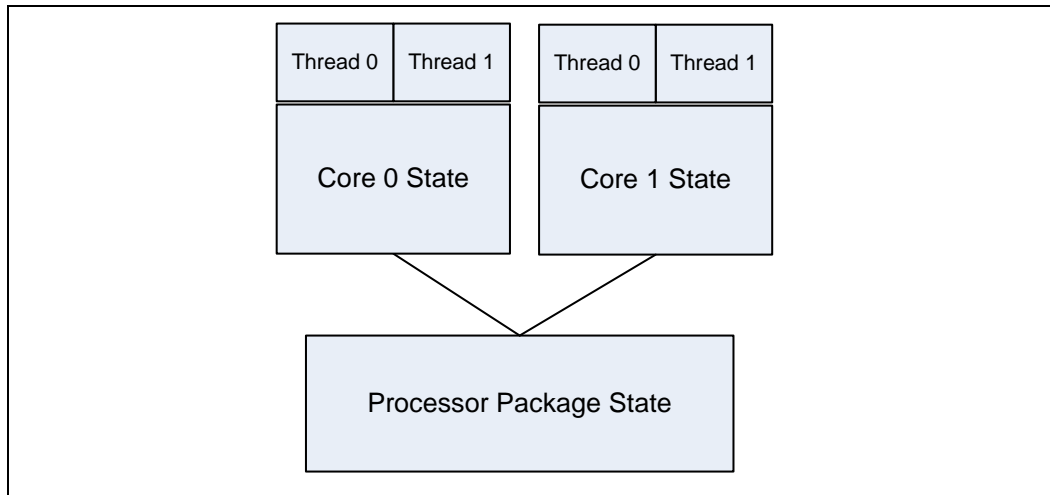 Thread 0
Thread 1
Thread 0
Thread 1
Core 0 State
Core 1 State
Processor Package State